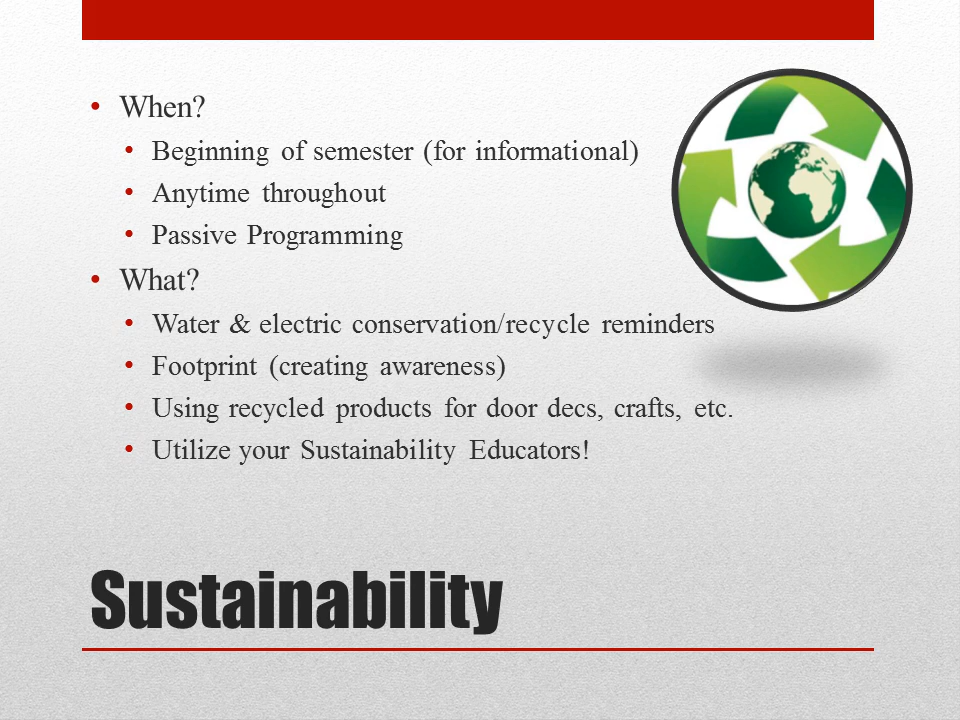 • When?
• Beginning of semester (for informational)
• Anytime throughout
• Passive Programming
• What?
• Water & electric conservation/recycle reminders
• Footprint (creating awareness)
• Using recycled products for door decs, crafts, etc.
• Utilize your Sustainability Educators!
Sustainability